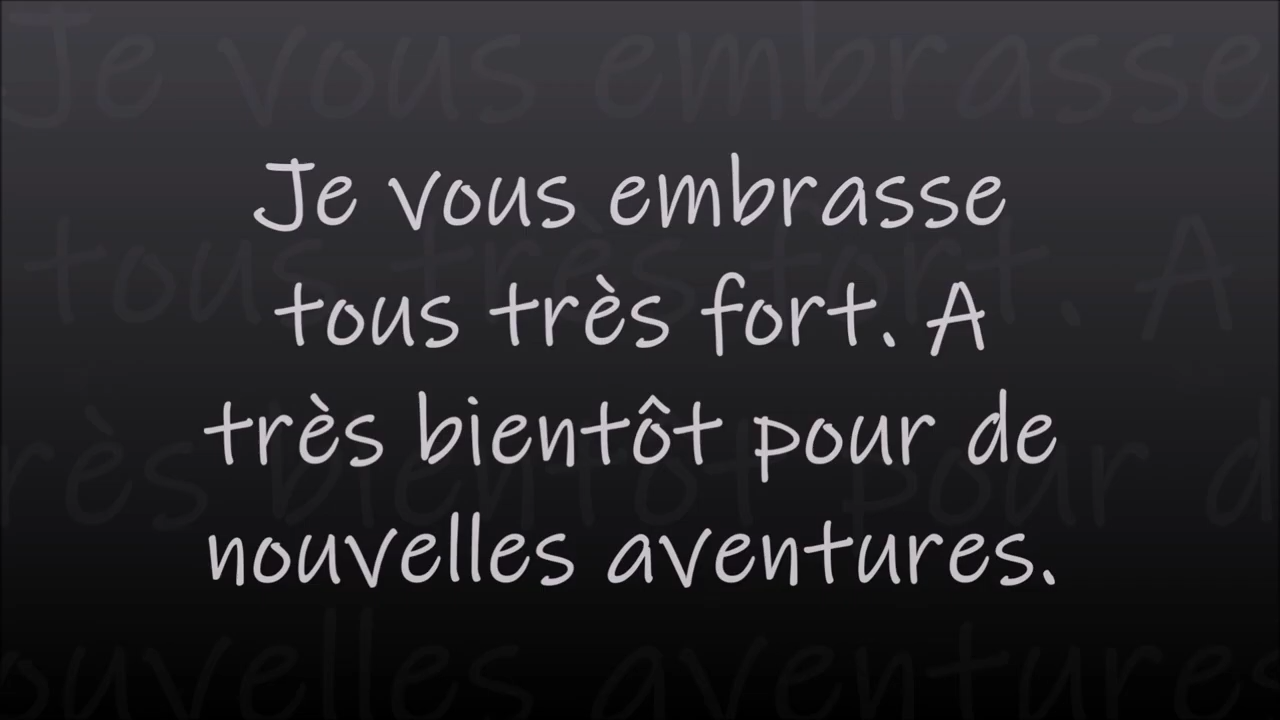 Je vous embrasse
tous très fort. A
très bientôt pour de
nouvelles aventures.